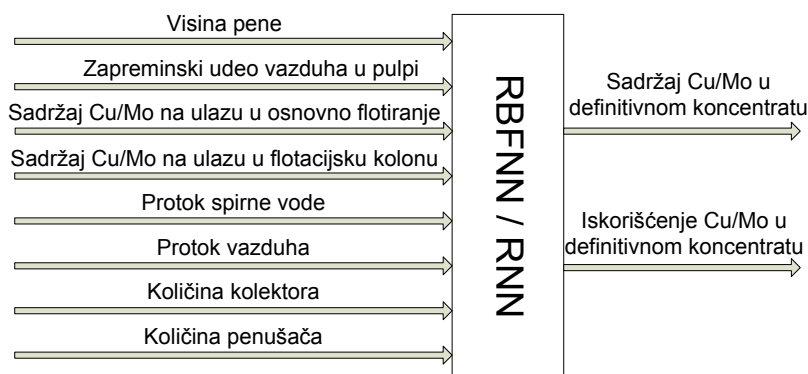 Visina pene
Zapreminski udeo vazduha u pulpi
Sadržaj Cu/Mo na ulazu u osnovno flotiranje
Sadržaj Cu/Mo na ulazu u flotacijsku kolonu
Protok spirne vode
Protok vazduha
Količina kolektora
Količina penušača
RBFNN / RNN
Sadržaj Cu/Mo u
definitivnom koncentratu
Iskorišćenje Cu/Mo u
definitivnom koncentratu